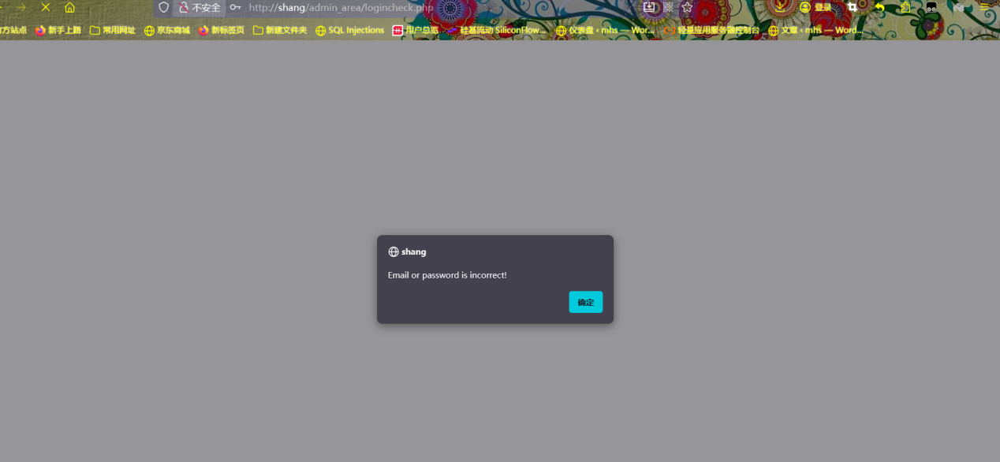 不安全 http://shang/admin_area/logincheck.php 登录
方站点 新手上路 常用网址 京东商城 新标签页 新建文件夹 SQL Injections 用户总览 硅基流动 SiliconFlow... 仪表盘 ‹ mhs — Wor... 轻量应用服务器控制台 文章 ‹ mhs — Word...
shang
Email or password is incorrect!
确定